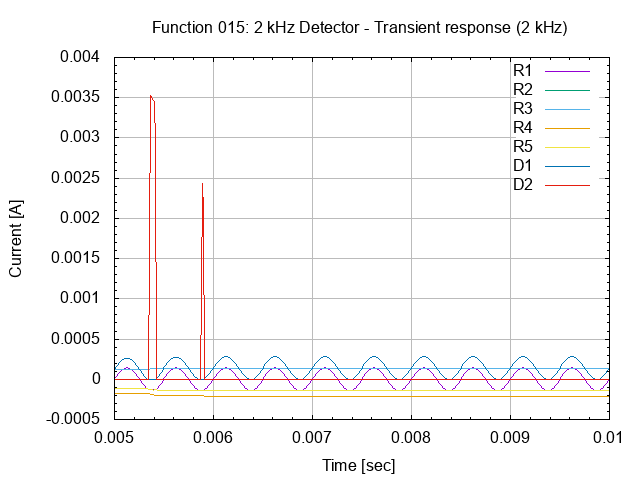 Function 015: 2 kHz Detector - Transient response (2 kHz)
0.004
0.0035
0.003
0.0025
0.002
0.0015
0.001
0.0005
0
-0.0005
Current [A]
R1
R2
R3
R4
R5
D1
D2
0.005 0.006 0.007 0.008 0.009 0.01
Time [sec]